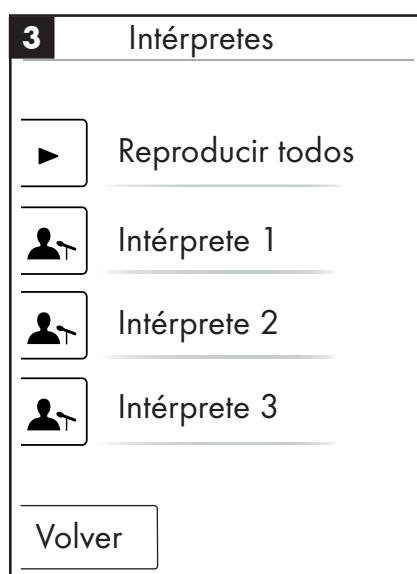 3 Intérpretes
Reproducir todos
Intérprete 1
Intérprete 2
Intérprete 3
Volver